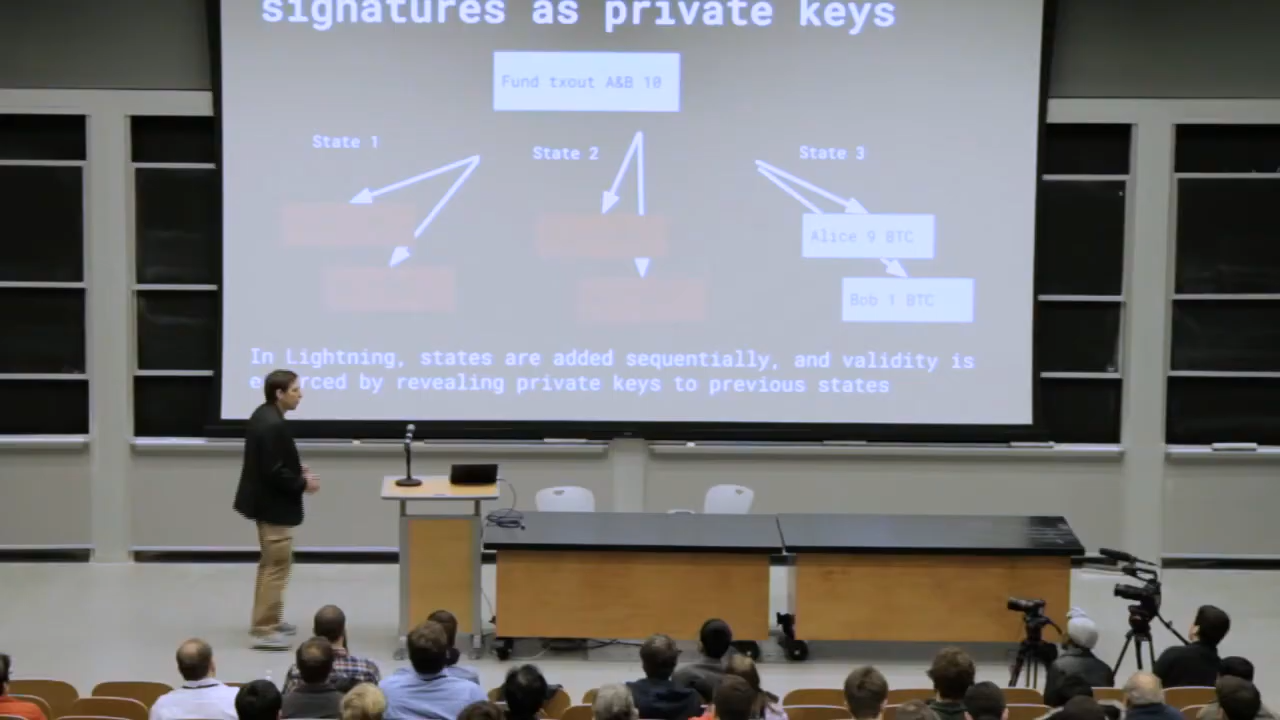 signatures as private keys
Fund txout A&B 10
State 1
State 2
State 3
Alice 9 BTC
Bob 1 BTC
In Lightning, states are added sequentially, and validity is
by revealing private keys to previous states